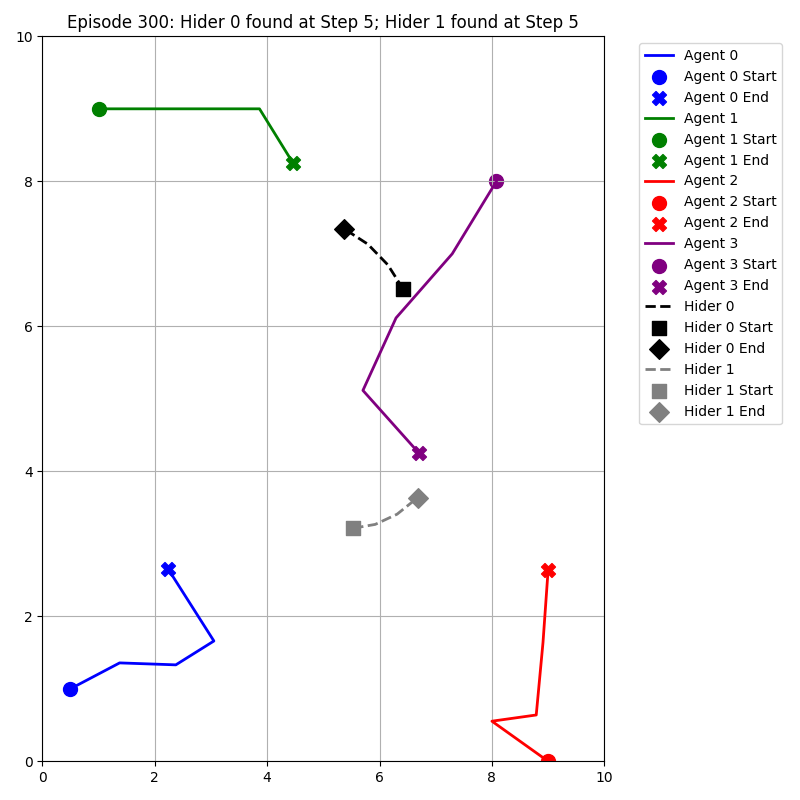 Episode 300: Hider 0 found at Step 5; Hider 1 found at Step 5
10
8
6
4
2
0
0 2 4 6 8 10
Agent 0
Agent 0 Start
Agent 0 End
Agent 1
Agent 1 Start
Agent 1 End
Agent 2
Agent 2 Start
Agent 2 End
Agent 3
Agent 3 Start
Agent 3 End
Hider 0
Hider 0 Start
Hider 0 End
Hider 1
Hider 1 Start
Hider 1 End